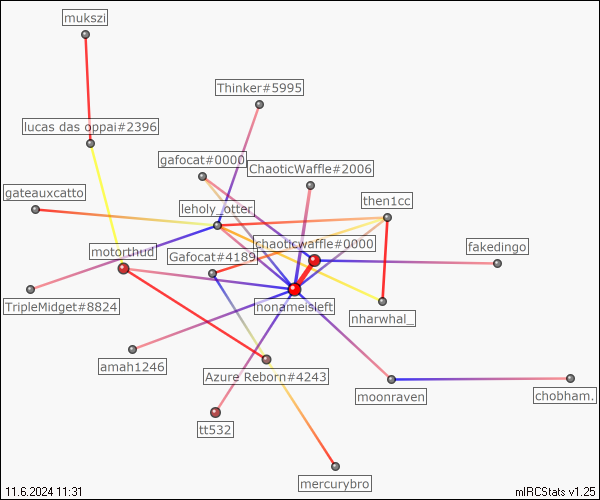 mukszi
Thinker#5995
lucas das oppai#2396
gafocat#0000
ChaoticWaffle#2006
gateauxcatto
leholy_otter
then1cc
motorthud
Gafocat#4189
chaoticwaffle#0000
fakedingo
TripleMidget#8824
nonameisleft
nharwhal_
amah1246
Azure Reborn#4243
moonraven
chobham.
tt532
mercurybro
11.6.2024 11:31
mIRCStats v1.25